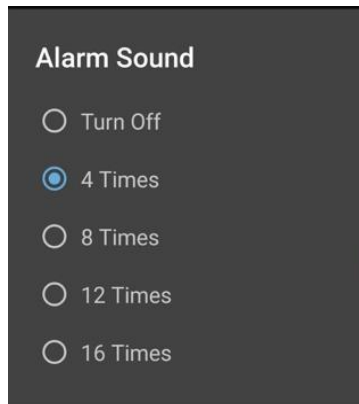 Alarm Sound
Turn Off
4 Times
8 Times
12 Times
16 Times